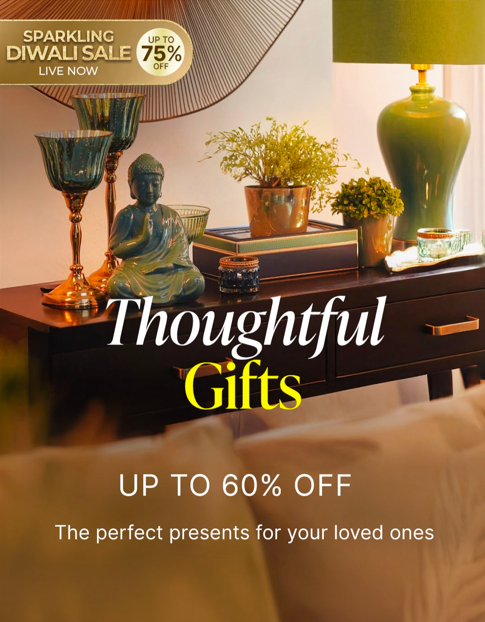 SPARKLING
DIWALI SALE
LIVE NOW
UP TO
75%
OFF
Thoughtful
Gifts
UP TO 60% OFF
The perfect presents for your loved ones